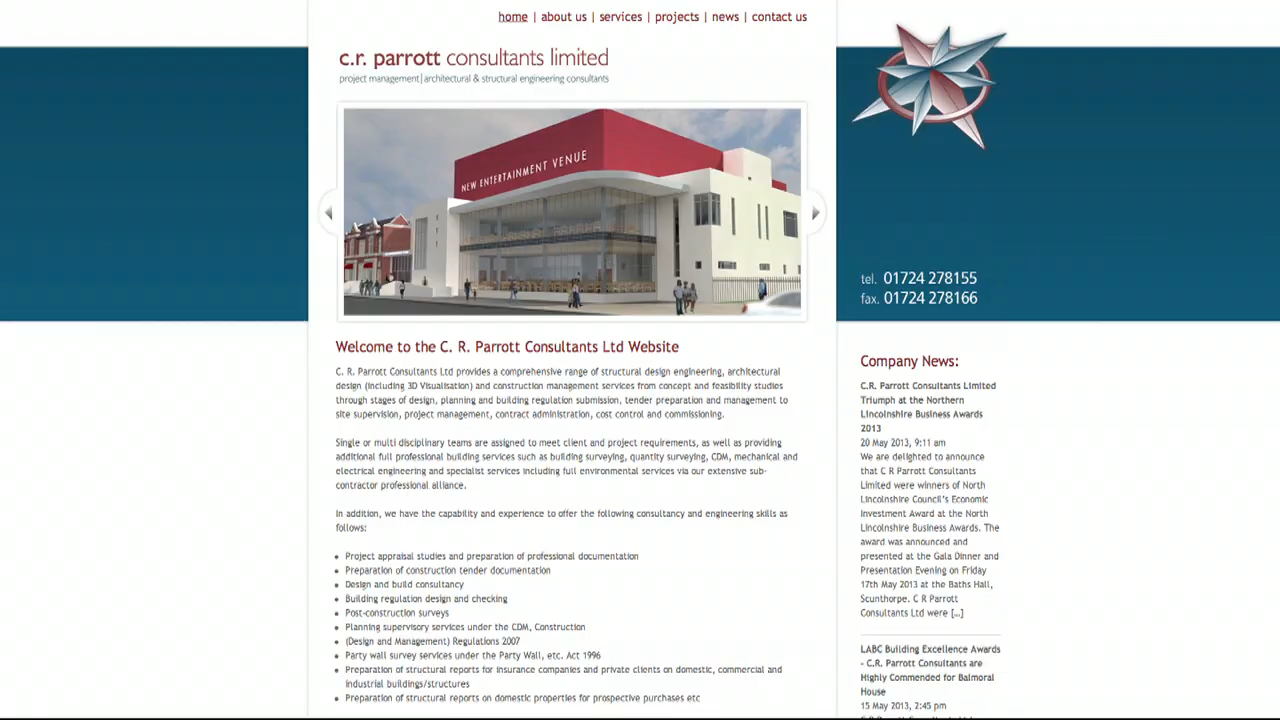 home | about us | services | projects | news | contact us
c.r. parrott consultants limited
project management|architectural & structural engineering consultants
NEW ENTERTAINMENT VENUE
tel. 01724 278155
fax. 01724 278166
Welcome to the C. R. Parrott Consultants Ltd Website
C. R. Parrott Consultants Ltd provides a comprehensive range of structural design engineering, architectural
design (including 3D Visualisation) and construction management services from concept and feasibility studies
through stages of design, planning and building regulation submission, tender preparation and management to
site supervision, project management, contract administration, cost control and commissioning.
Single or multi disciplinary teams are assigned to meet client and project requirements, as well as providing
additional full professional building services such as building surveying, quantity surveying, CDM, mechanical and
electrical engineering and specialist services including full environmental services via our extensive sub-
contractor professional alliance.
In addition, we have the capability and experience to offer the following consultancy and engineering skills as
follows:
• Project appraisal studies and preparation of professional documentation
• Preparation of construction tender documentation
• Design and build consultancy
• Building regulation design and checking
• Post-construction surveys
• Planning supervisory services under the CDM, Construction
• (Design and Management) Regulations 2007
• Party wall survey services under the Party Wall, etc. Act 1996
• Preparation of structural reports for insurance companies and private clients on domestic, commercial and
industrial buildings/structures
• Preparation of structural reports on domestic properties for prospective purchases etc
Company News:
C.R. Parrott Consultants Limited
Triumph at the Northern
Lincolnshire Business Awards
2013
20 May 2013, 9:11 am
We are delighted to announce
that C R Parrott Consultants
Limited were winners of North
Lincolnshire Council's Economic
Investment Award at the North
Lincolnshire Business Awards. The
award was announced and
presented at the Gala Dinner and
Presentation Evening on Friday
17th May 2013 at the Baths Hall,
Scunthorpe. C R Parrott
Consultants Ltd were [...]
LABC Building Excellence Awards
- C.R. Parrott Consultants are
Highly Commended for Balmoral
House
15 May 2013, 2:45 pm